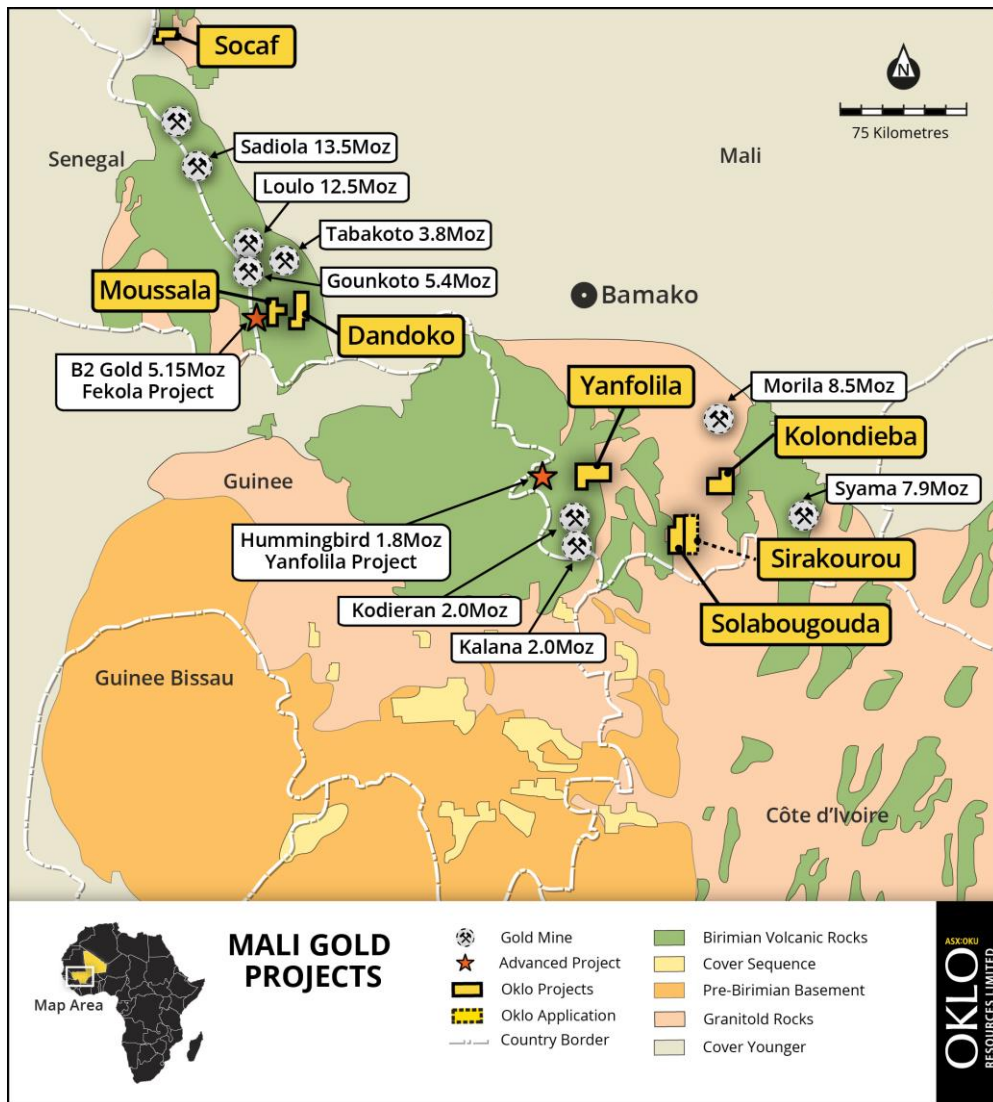 Socaf
N
75 Kilometres
Senegal
Sadiola 13.5Moz
Mali
Loulo 12.5Moz
Tabakoto 3.8Moz
Gounkoto 5.4Moz
Moussala
Dandoko
Bamako
B2 Gold 5.15Moz
Fekola Project
Yanfolila
Morila 8.5Moz
Kolondieba
Guinee
Syama 7.9Moz
Hummingbird 1.8Moz
Yanfolila Project
Sirakourou
Kodieran 2.0Moz
Solabougouda
Kalana 2.0Moz
Guinee Bissau
Côte d'Ivoire
Map Area
MALI GOLD
PROJECTS
Gold Mine
Advanced Project
Oklo Projects
Oklo Application
Country Border
Birimian Volcanic Rocks
Cover Sequence
Pre-Birimian Basement
Granitold Rocks
Cover Younger
ASX:OKU
OKLO
RESOURCES LIMITED